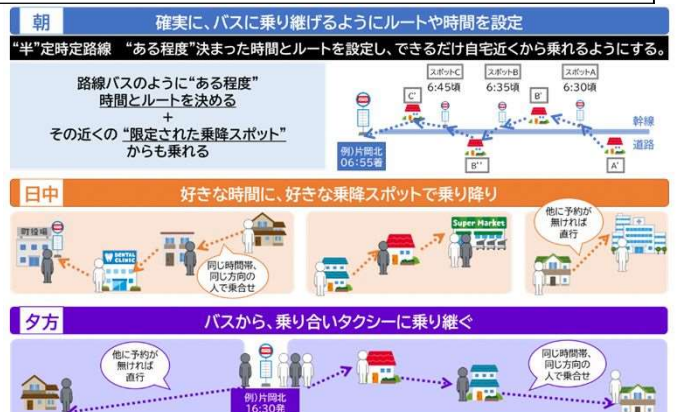 朝
確実に、バスに乗り継げるようにルートや時間を設定
“半”定時定路線 “ある程度”決まった時間とルートを設定し、できるだけ自宅近くから乗れるようにする。
路線バスのように“ある程度”
時間とルートを決める
+
その近くの “限定された乗降スポット”
からも乗れる
スポットC
6:45頃
スポットB
6:35頃
スポットA
6:30頃
C'
B'
幹線
道路
例)片岡北
06:55着
B''
A'
日中
好きな時間に、好きな乗降スポットで乗り降り
町役場
DENTAL
CLINIC
同じ時間帯、
同じ方向の
人で乗合せ
Super Market
他に予約が
無ければ
直行
夕方
バスから、乗り合いタクシーに乗り継ぐ
他に予約が
無ければ
直行
例)片岡北
16:30発
同じ時間帯、
同じ方向の
人で乗合せ